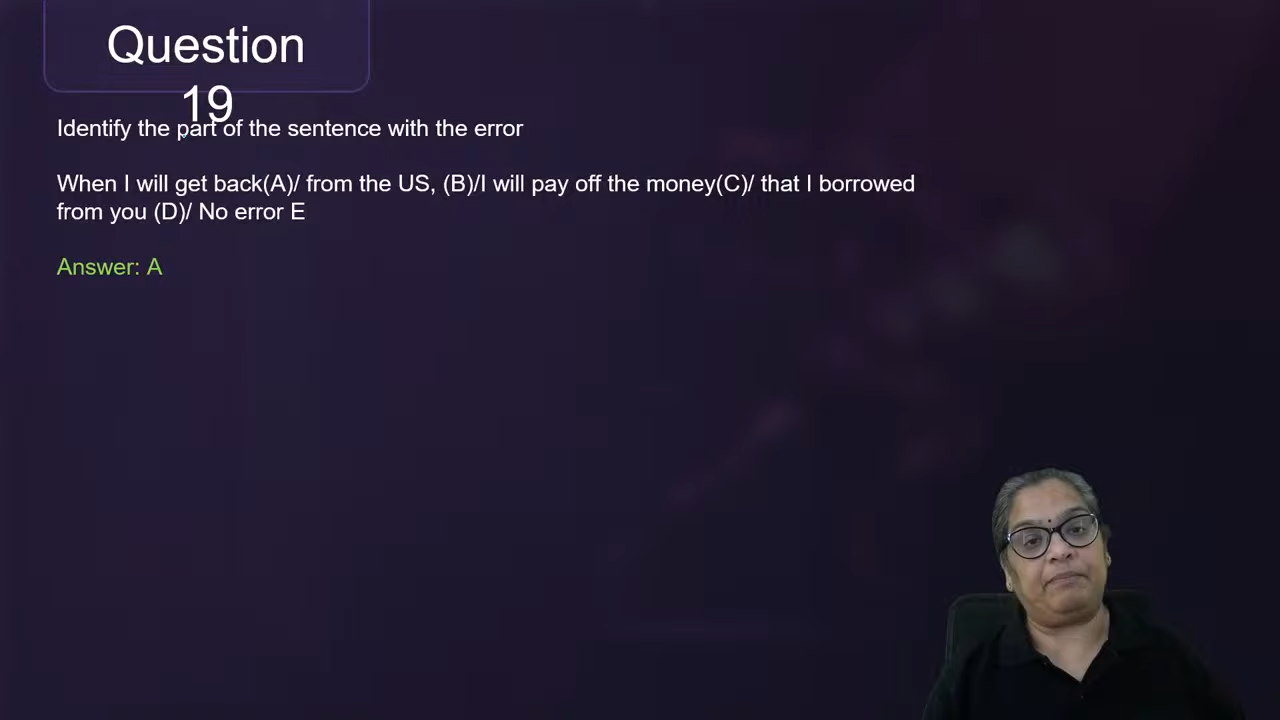 Question
19
Identify the part of the sentence with the error
When I will get back(A)/ from the US, (B)/I will pay off the money(C)/ that I borrowed
from you (D)/ No error E
Answer: A